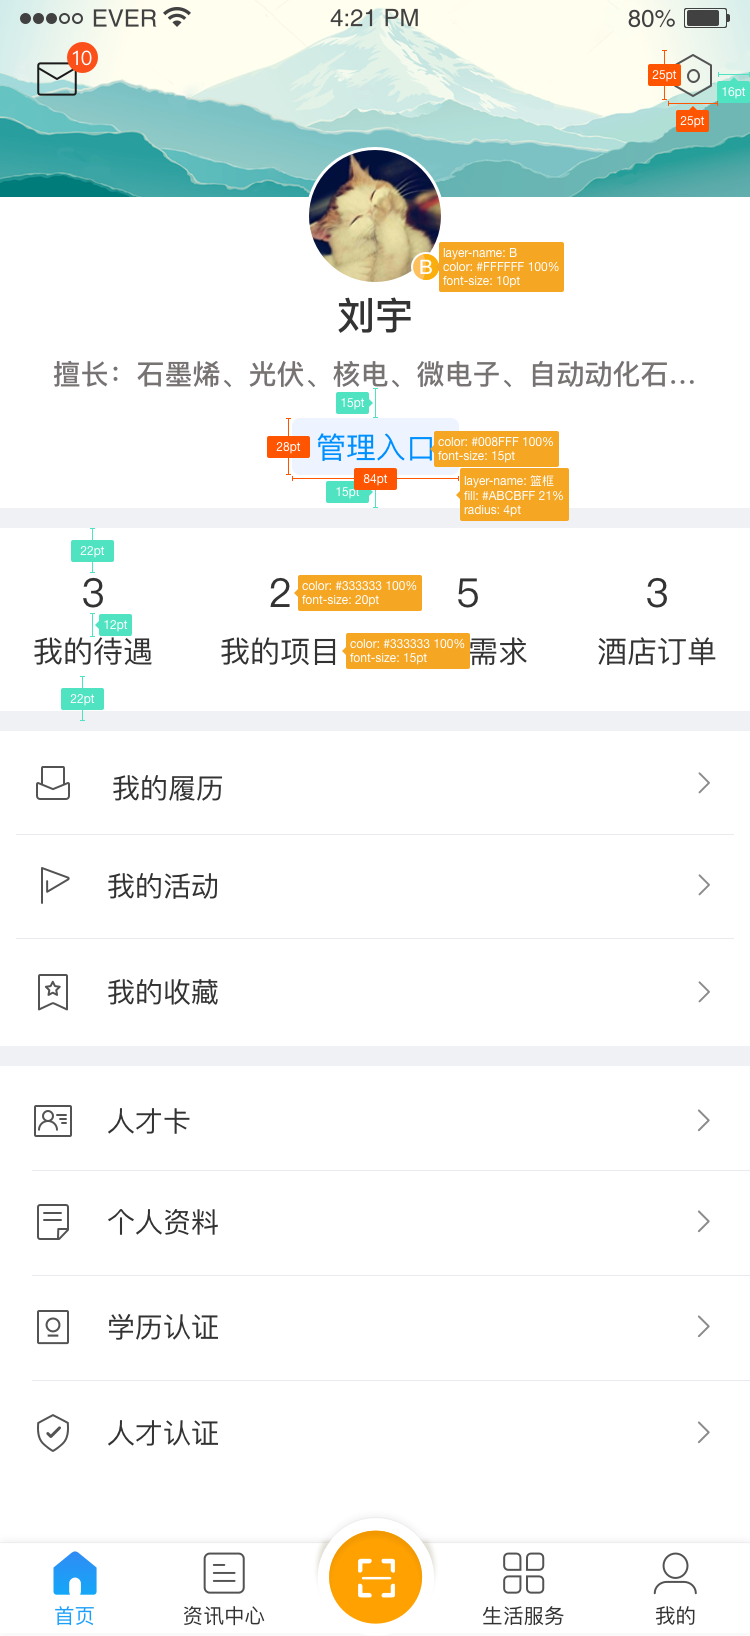 EVER 4:21 PM 80%
10
25pt
16pt
25pt
B
layer-name: B
color: #FFFFFF 100%
font-size: 10pt
刘宇
擅长：石墨烯、光伏、核电、微电子、自动动化石...
15pt
28pt
管理入口
color: #008FFF 100%
font-size: 15pt
84pt
15pt
layer-name: 篮框
fill: #ABCBFF 21%
radius: 4pt
22pt
3 2 5 3
color: #333333 100%
font-size: 20pt
12pt
我的待遇 我的项目 需求 酒店订单
color: #333333 100%
font-size: 15pt
22pt
我的履历
我的活动
我的收藏
人才卡
个人资料
学历认证
人才认证
首页 资讯中心 生活服务 我的